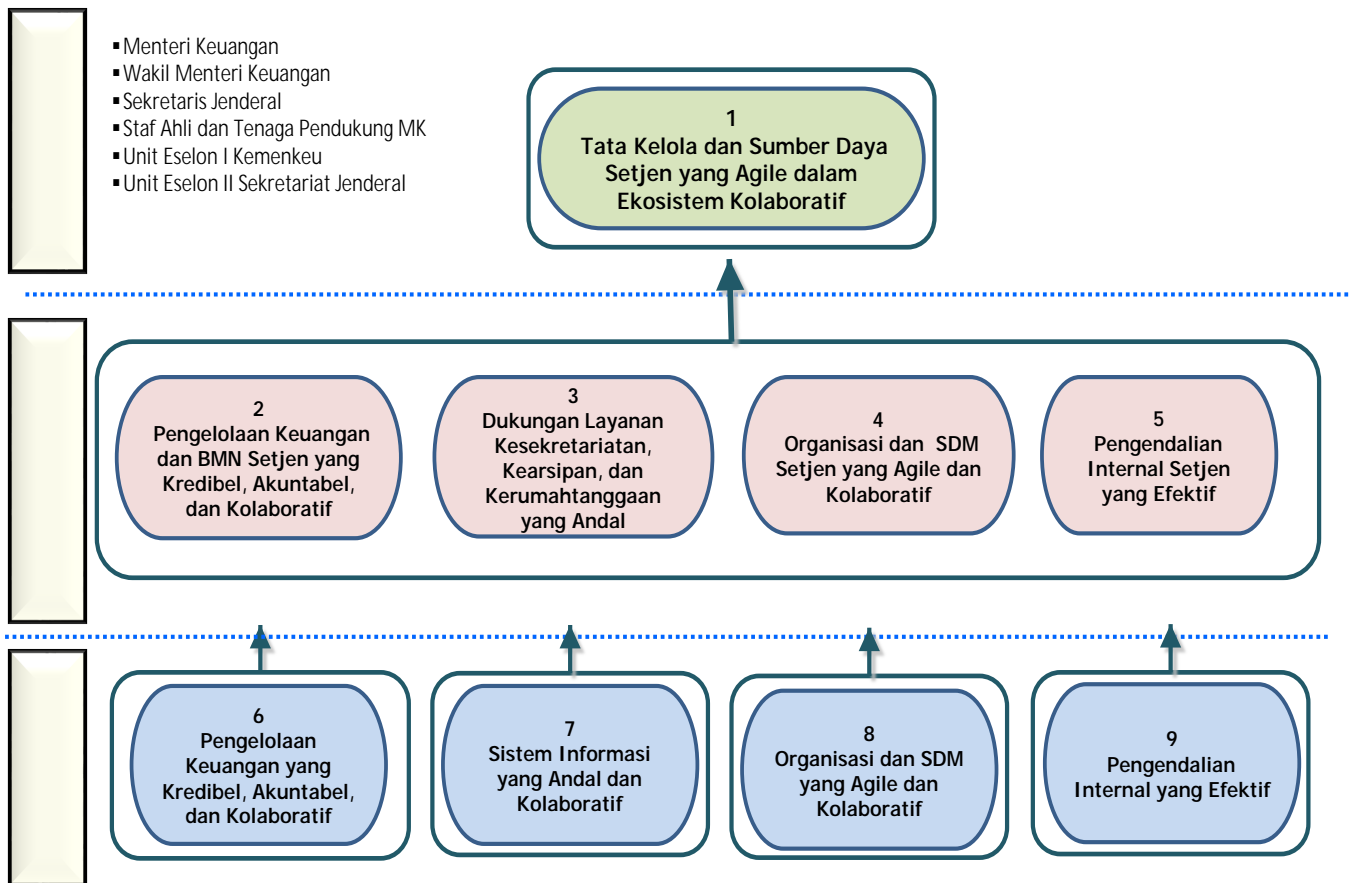 ▪Menteri Keuangan
▪Wakil Menteri Keuangan
▪Sekretaris Jenderal
▪Staf Ahli dan Tenaga Pendukung MK
▪Unit Eselon I Kemenkeu
▪Unit Eselon II Sekretariat Jenderal
1
Tata Kelola dan Sumber Daya
Setjen yang Agile dalam
Ekosistem Kolaboratif
2
Pengelolaan Keuangan
dan BMN Setjen yang
Kredibel, Akuntabel,
dan Kolaboratif
3
Dukungan Layanan
Kesekretariatan,
Kearsipan, dan
Kerumahtanggaan
yang Andal
4
Organisasi dan SDM
Setjen yang Agile dan
Kolaboratif
5
Pengendalian
Internal Setjen
yang Efektif
6
Pengelolaan
Keuangan yang
Kredibel, Akuntabel,
dan Kolaboratif
7
Sistem Informasi
yang Andal dan
Kolaboratif
8
Organisasi dan SDM
yang Agile dan
Kolaboratif
9
Pengendalian
Internal yang Efektif